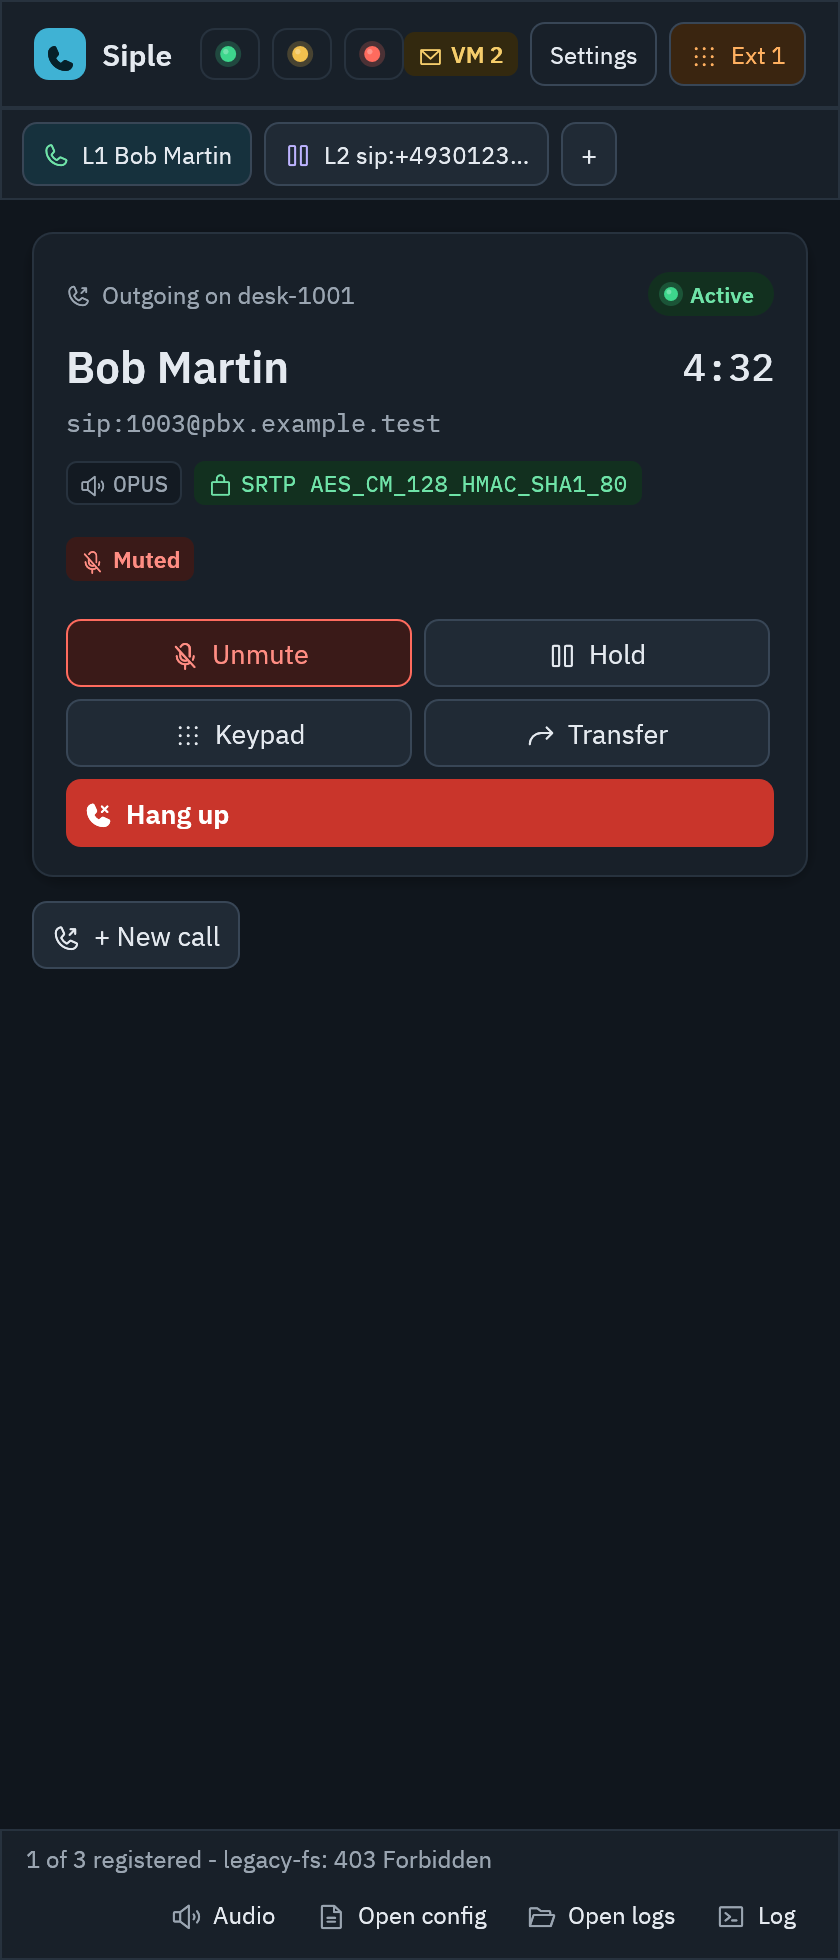 Siple
VM 2
Settings
Ext 1
L1 Bob Martin
L2 sip:+4930123...
+
Outgoing on desk-1001
Active
Bob Martin
4:32
sip:1003@pbx.example.test
OPUS
SRTP AES_CM_128_HMAC_SHA1_80
Muted
Unmute
Hold
Keypad
Transfer
Hang up
+ New call
1 of 3 registered - legacy-fs: 403 Forbidden
Audio
Open config
Open logs
Log